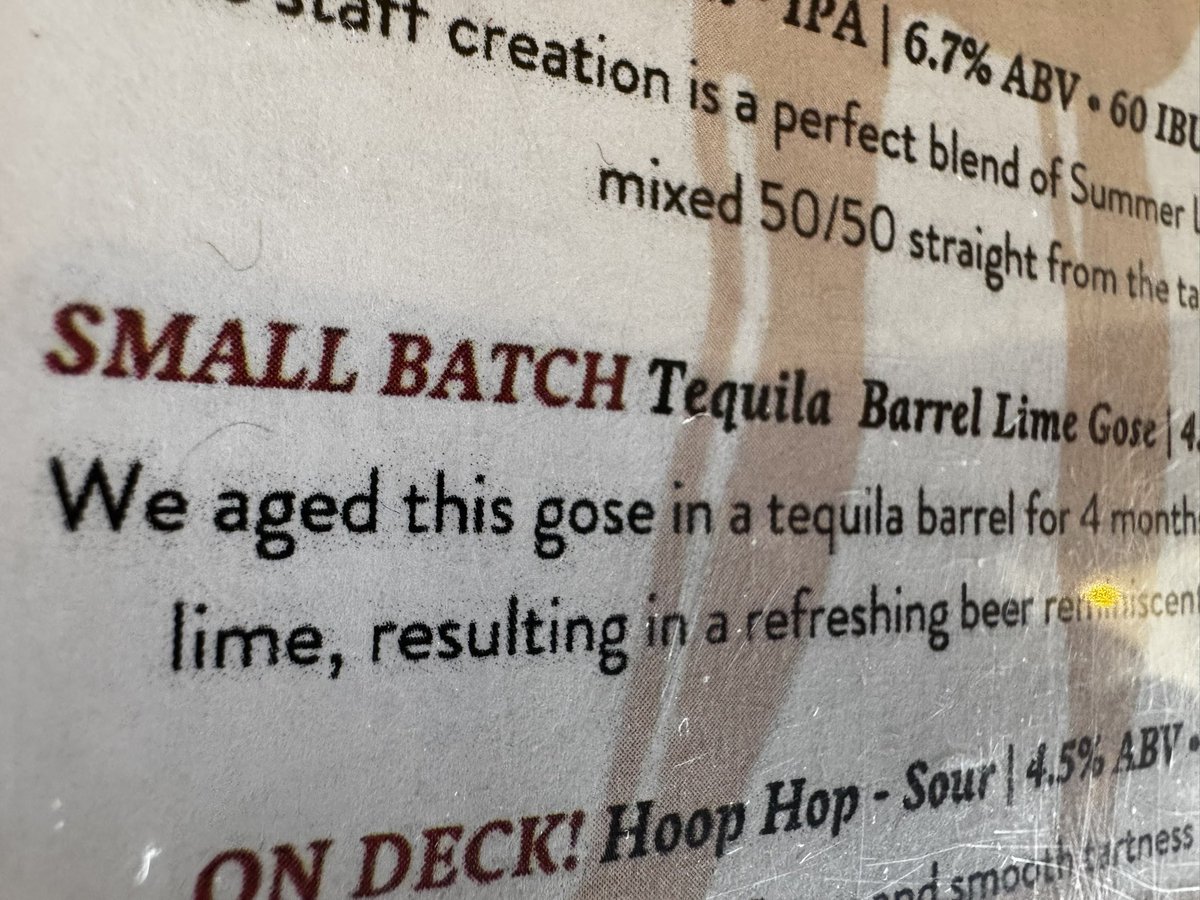 IPA | 6.7% ABV • 60 IBU
staff creation is a perfect blend of Summer
mixed 50/50 straight from the
SMALL BATCH Tequila Barrel Lime Gose | 4.
We aged this gose in a tequila barrel for 4 month
lime, resulting in a refreshing beer reminiscent
ON DECK! Hoop Hop - Sour | 4.5% ABV •
and smooth tartness